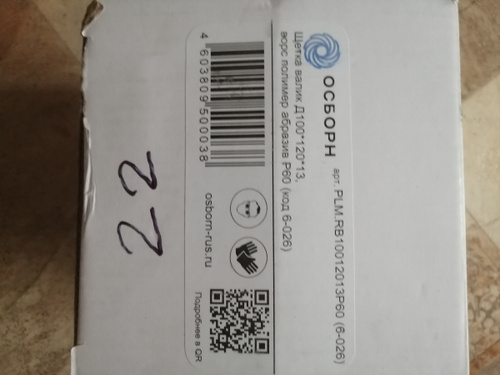 ОСБОРН
арт. PLM.RB10012013P60 (6-026)
Щетка валик Д100*120*13,
ворс полимер абразив Р60 (код 6-026)
4 603809 500038
osborn-rus.ru
Подробнее в QR
22